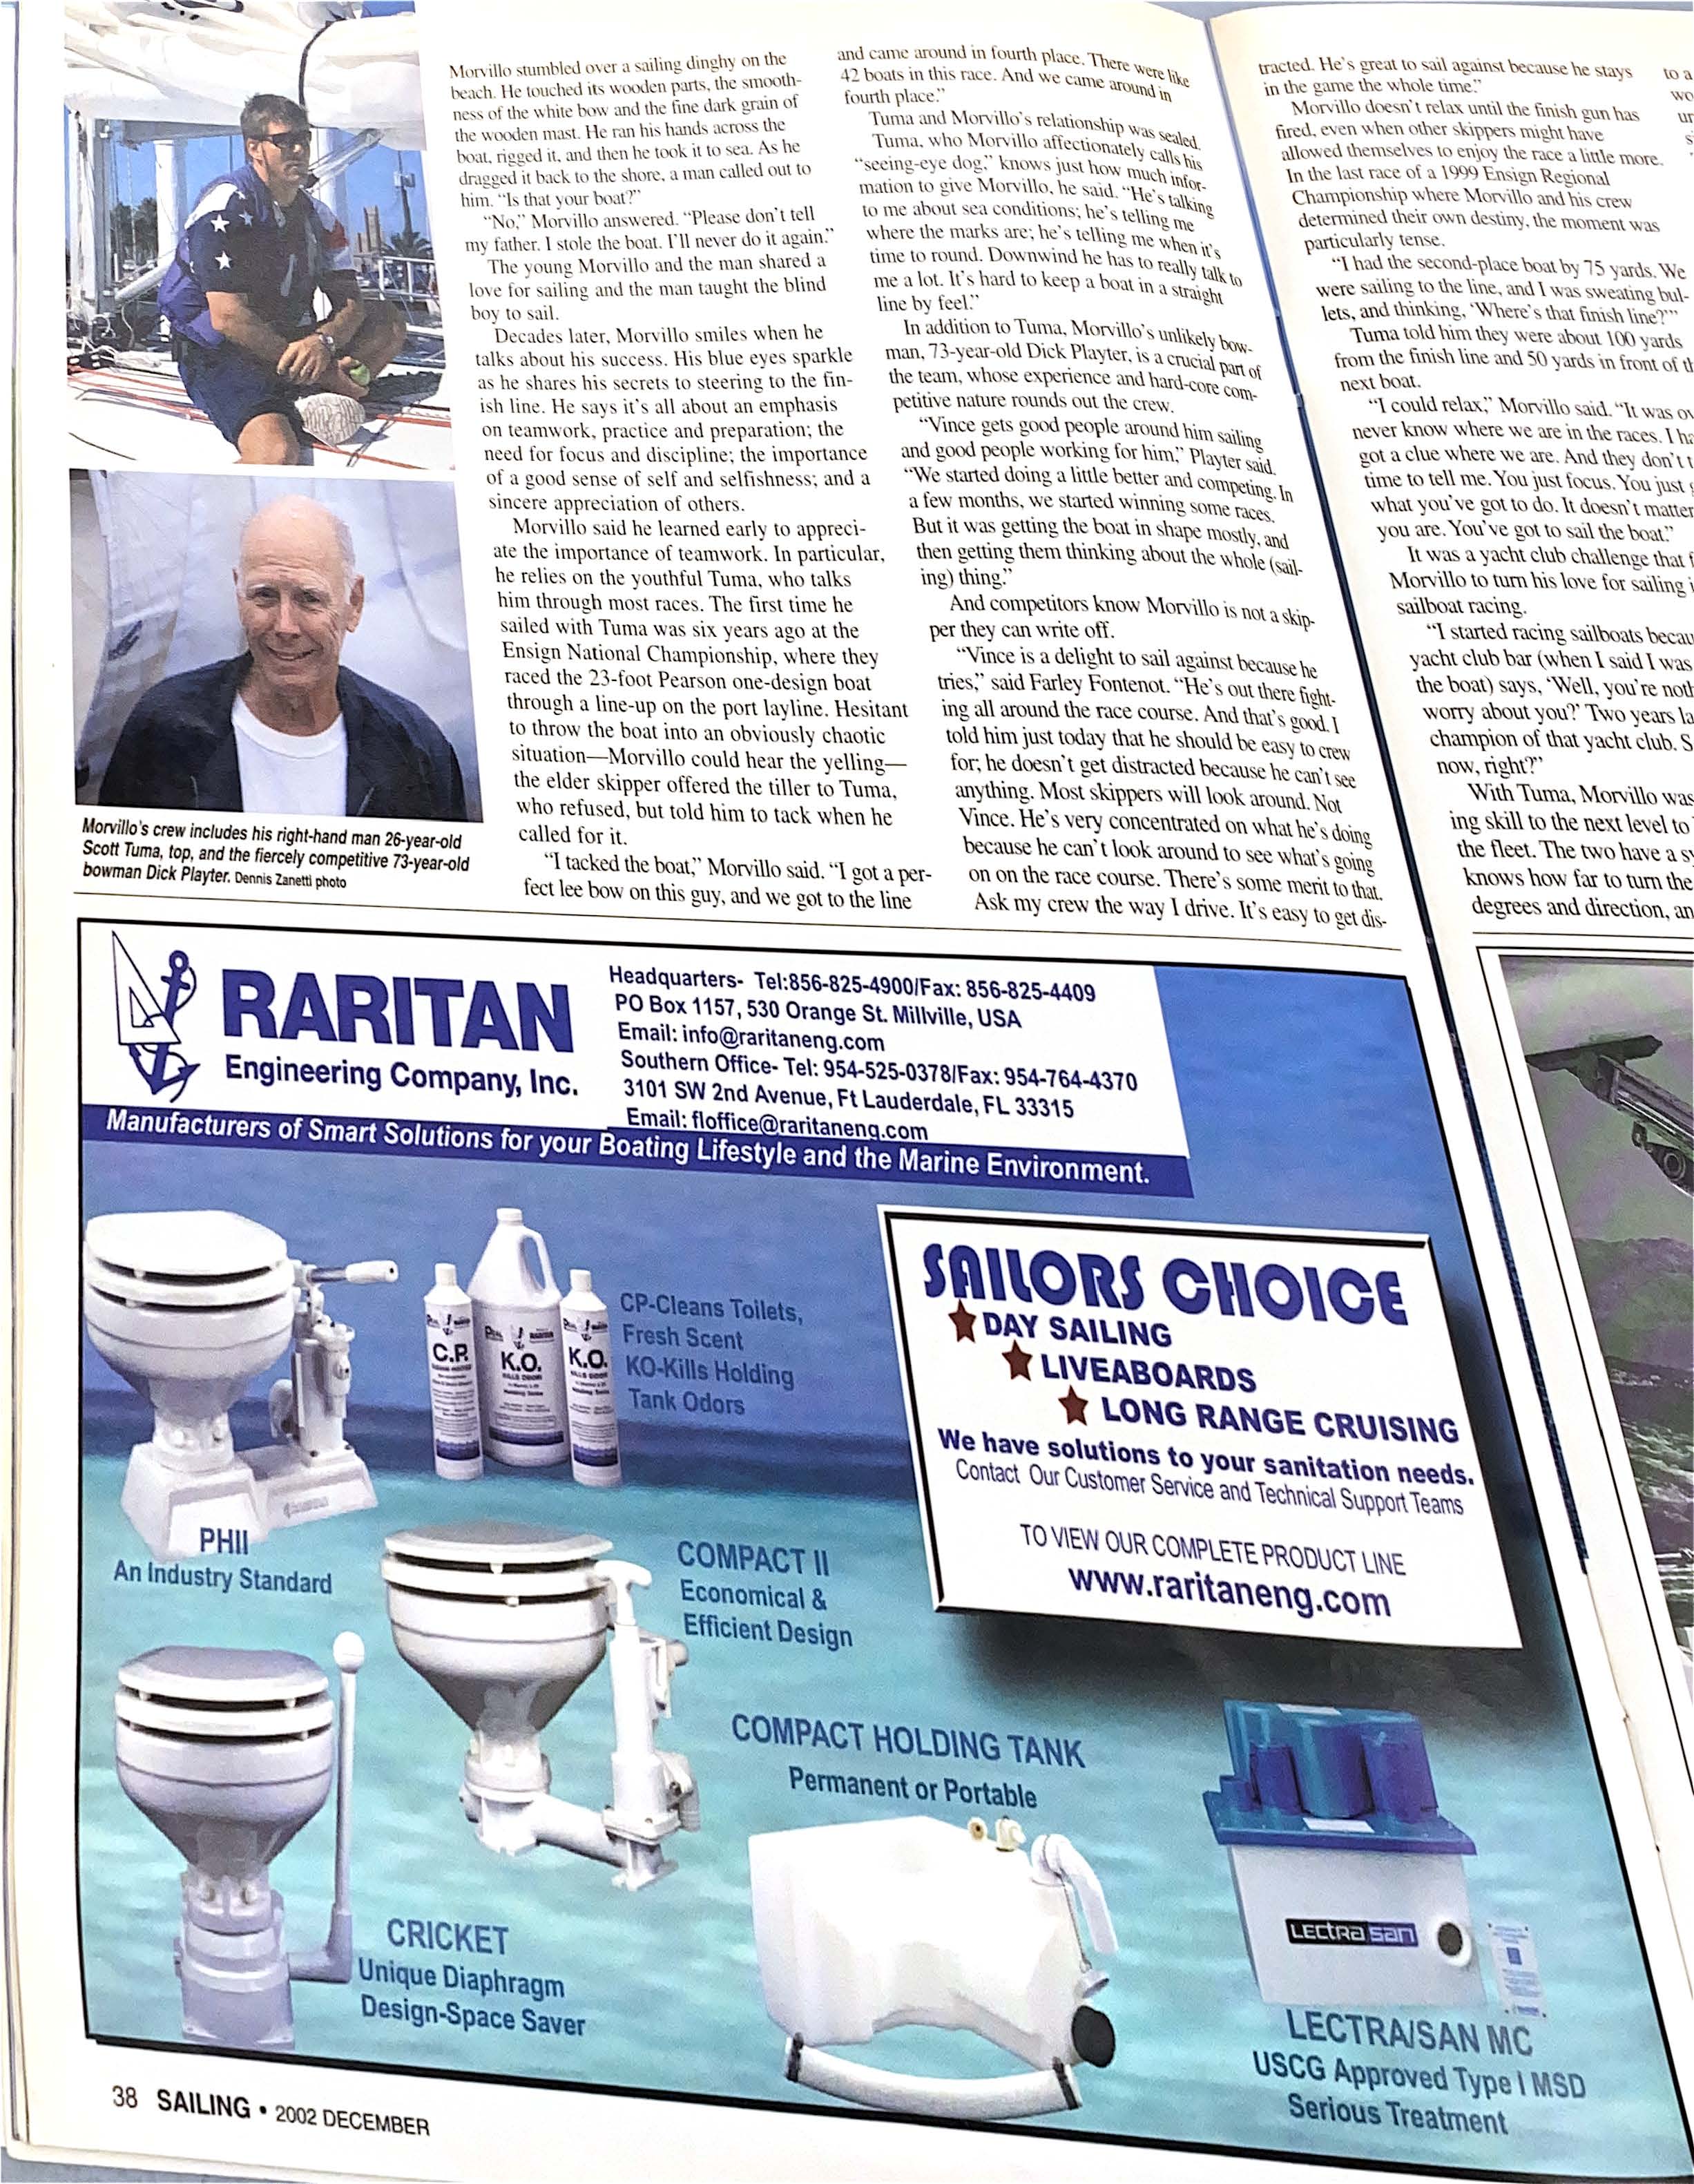 Morvillo stumbled over a sailing dinghy on the
beach. He touched its wooden parts, the smooth-
ness of the white bow and the fine dark grain of
the wooden mast. He ran his hands across the
boat, rigged it, and then he took it to sea. As he
dragged it back to the shore, a man called out to
him. “Is that your boat?”
“No,” Morvillo answered. “Please don’t tell
my father. I stole the boat. I’ll never do it again.”
The young Morvillo and the man shared a
love for sailing and the man taught the blind
boy to sail.
Decades later, Morvillo smiles when he
talks about his success. His blue eyes sparkle
as he shares his secrets to steering to the fin-
ish line. He says it’s all about an emphasis
on teamwork, practice and preparation; the
need for focus and discipline; the importance
of a good sense of self and selfishness; and a
sincere appreciation of others.
Morvillo said he learned early to appreci-
ate the importance of teamwork. In particular,
he relies on the youthful Tuma, who talks
him through most races. The first time he
sailed with Tuma was six years ago at the
Ensign National Championship, where they
raced the 23-foot Pearson one-design boat
through a line-up on the port layline. Hesitant
to throw the boat into an obviously chaotic
situation—Morvillo could hear the yelling—
the elder skipper offered the tiller to Tuma,
who refused, but told him to tack when he
called for it.
“I tacked the boat,” Morvillo said. “I got a per-
fect lee bow on this guy, and we got to the line
and came around in fourth place. There were like
42 boats in this race. And we came around in
fourth place.”
Tuma and Morvillo’s relationship was sealed.
Tuma, who Morvillo affectionately calls his
“seeing-eye dog,” knows just how much infor-
mation to give Morvillo, he said. “He’s talking
to me about sea conditions; he’s telling me
where the marks are; he’s telling me when it’s
time to round. Downwind he has to really talk to
me a lot. It’s hard to keep a boat in a straight
line by feel.”
In addition to Tuma, Morvillo’s unlikely bow-
man, 73-year-old Dick Playter, is a crucial part of
the team, whose experience and hard-core com-
petitive nature rounds out the crew.
“Vince gets good people around him sailing
and good people working for him,” Playter said.
“We started doing a little better and competing. In
a few months, we started winning some races.
But it was getting the boat in shape mostly, and
then getting them thinking about the whole (sail-
ing) thing.”
And competitors know Morvillo is not a skip-
per they can write off.
“Vince is a delight to sail against because he
tries,” said Farley Fontenot. “He’s out there fight-
ing all around the race course. And that’s good. I
told him just today that he should be easy to crew
for; he doesn’t get distracted because he can’t see
anything. Most skippers will look around. Not
Vince. He’s very concentrated on what he’s doing
because he can’t look around to see what’s going
on on the race course. There’s some merit to that.
Ask my crew the way I drive. It’s easy to get dis-
tracted. He’s great to sail against because he stays
in the game the whole time.”
Morvillo doesn’t relax until the finish gun has
fired, even when other skippers might have
allowed themselves to enjoy the race a little more.
In the last race of a 1999 Ensign Regional
Championship where Morvillo and his crew
determined their own destiny, the moment was
particularly tense.
“I had the second-place boat by 75 yards. We
were sailing to the line, and I was sweating bul-
lets, and thinking, ‘Where’s that finish line?’”
Tuma told him they were about 100 yards
from the finish line and 50 yards in front of
next boat.
“I could relax,” Morvillo said. “It was
never know where we are in the races. I
got a clue where we are. And they don’t
time to tell me. You just focus. You just
what you’ve got to do. It doesn’t matter
you are. You’ve got to sail the boat.”
It was a yacht club challenge that
Morvillo to turn his love for sailing
sailboat racing.
“I started racing sailboats
yacht club bar (when I said I was
the boat) says, ‘Well, you’re
worry about you?’ Two years
champion of that yacht club.
now, right?”
With Tuma, Morvillo was
ing skill to the next level to
the fleet. The two have a
knows how far to turn the
degrees and direction,
to a
Morvillo’s crew includes his right-hand man 26-year-old
Scott Tuma, top, and the fiercely competitive 73-year-old
bowman Dick Playter. Dennis Zanetti photo
RARITAN
Engineering Company, Inc.
Headquarters- Tel:856-825-4900/Fax: 856-825-4409
PO Box 1157, 530 Orange St. Millville, USA
Email: info@raritaneng.com
Southern Office- Tel: 954-525-0378/Fax: 954-764-4370
3101 SW 2nd Avenue, Ft Lauderdale, FL 33315
Email: floffice@raritaneng.com
Manufacturers of Smart Solutions for your Boating Lifestyle and the Marine Environment.
C.P.
K.O.
KILLS ODOR
K.O.
RARITAN
CP-Cleans Toilets,
Fresh Scent
KO-Kills Holding
Tank Odors
SAILORS CHOICE
DAY SAILING
LIVEABOARDS
LONG RANGE CRUISING
We have solutions to your sanitation needs.
Contact Our Customer Service and Technical Support Teams
TO VIEW OUR COMPLETE PRODUCT LINE
www.raritaneng.com
PHII
An Industry Standard
COMPACT II
Economical &
Efficient Design
COMPACT HOLDING TANK
Permanent or Portable
CRICKET
Unique Diaphragm
Design-Space Saver
LECTRA SAN
LECTRA/SAN MC
USCG Approved Type I MSD
Serious Treatment
38 SAILING • 2002 DECEMBER